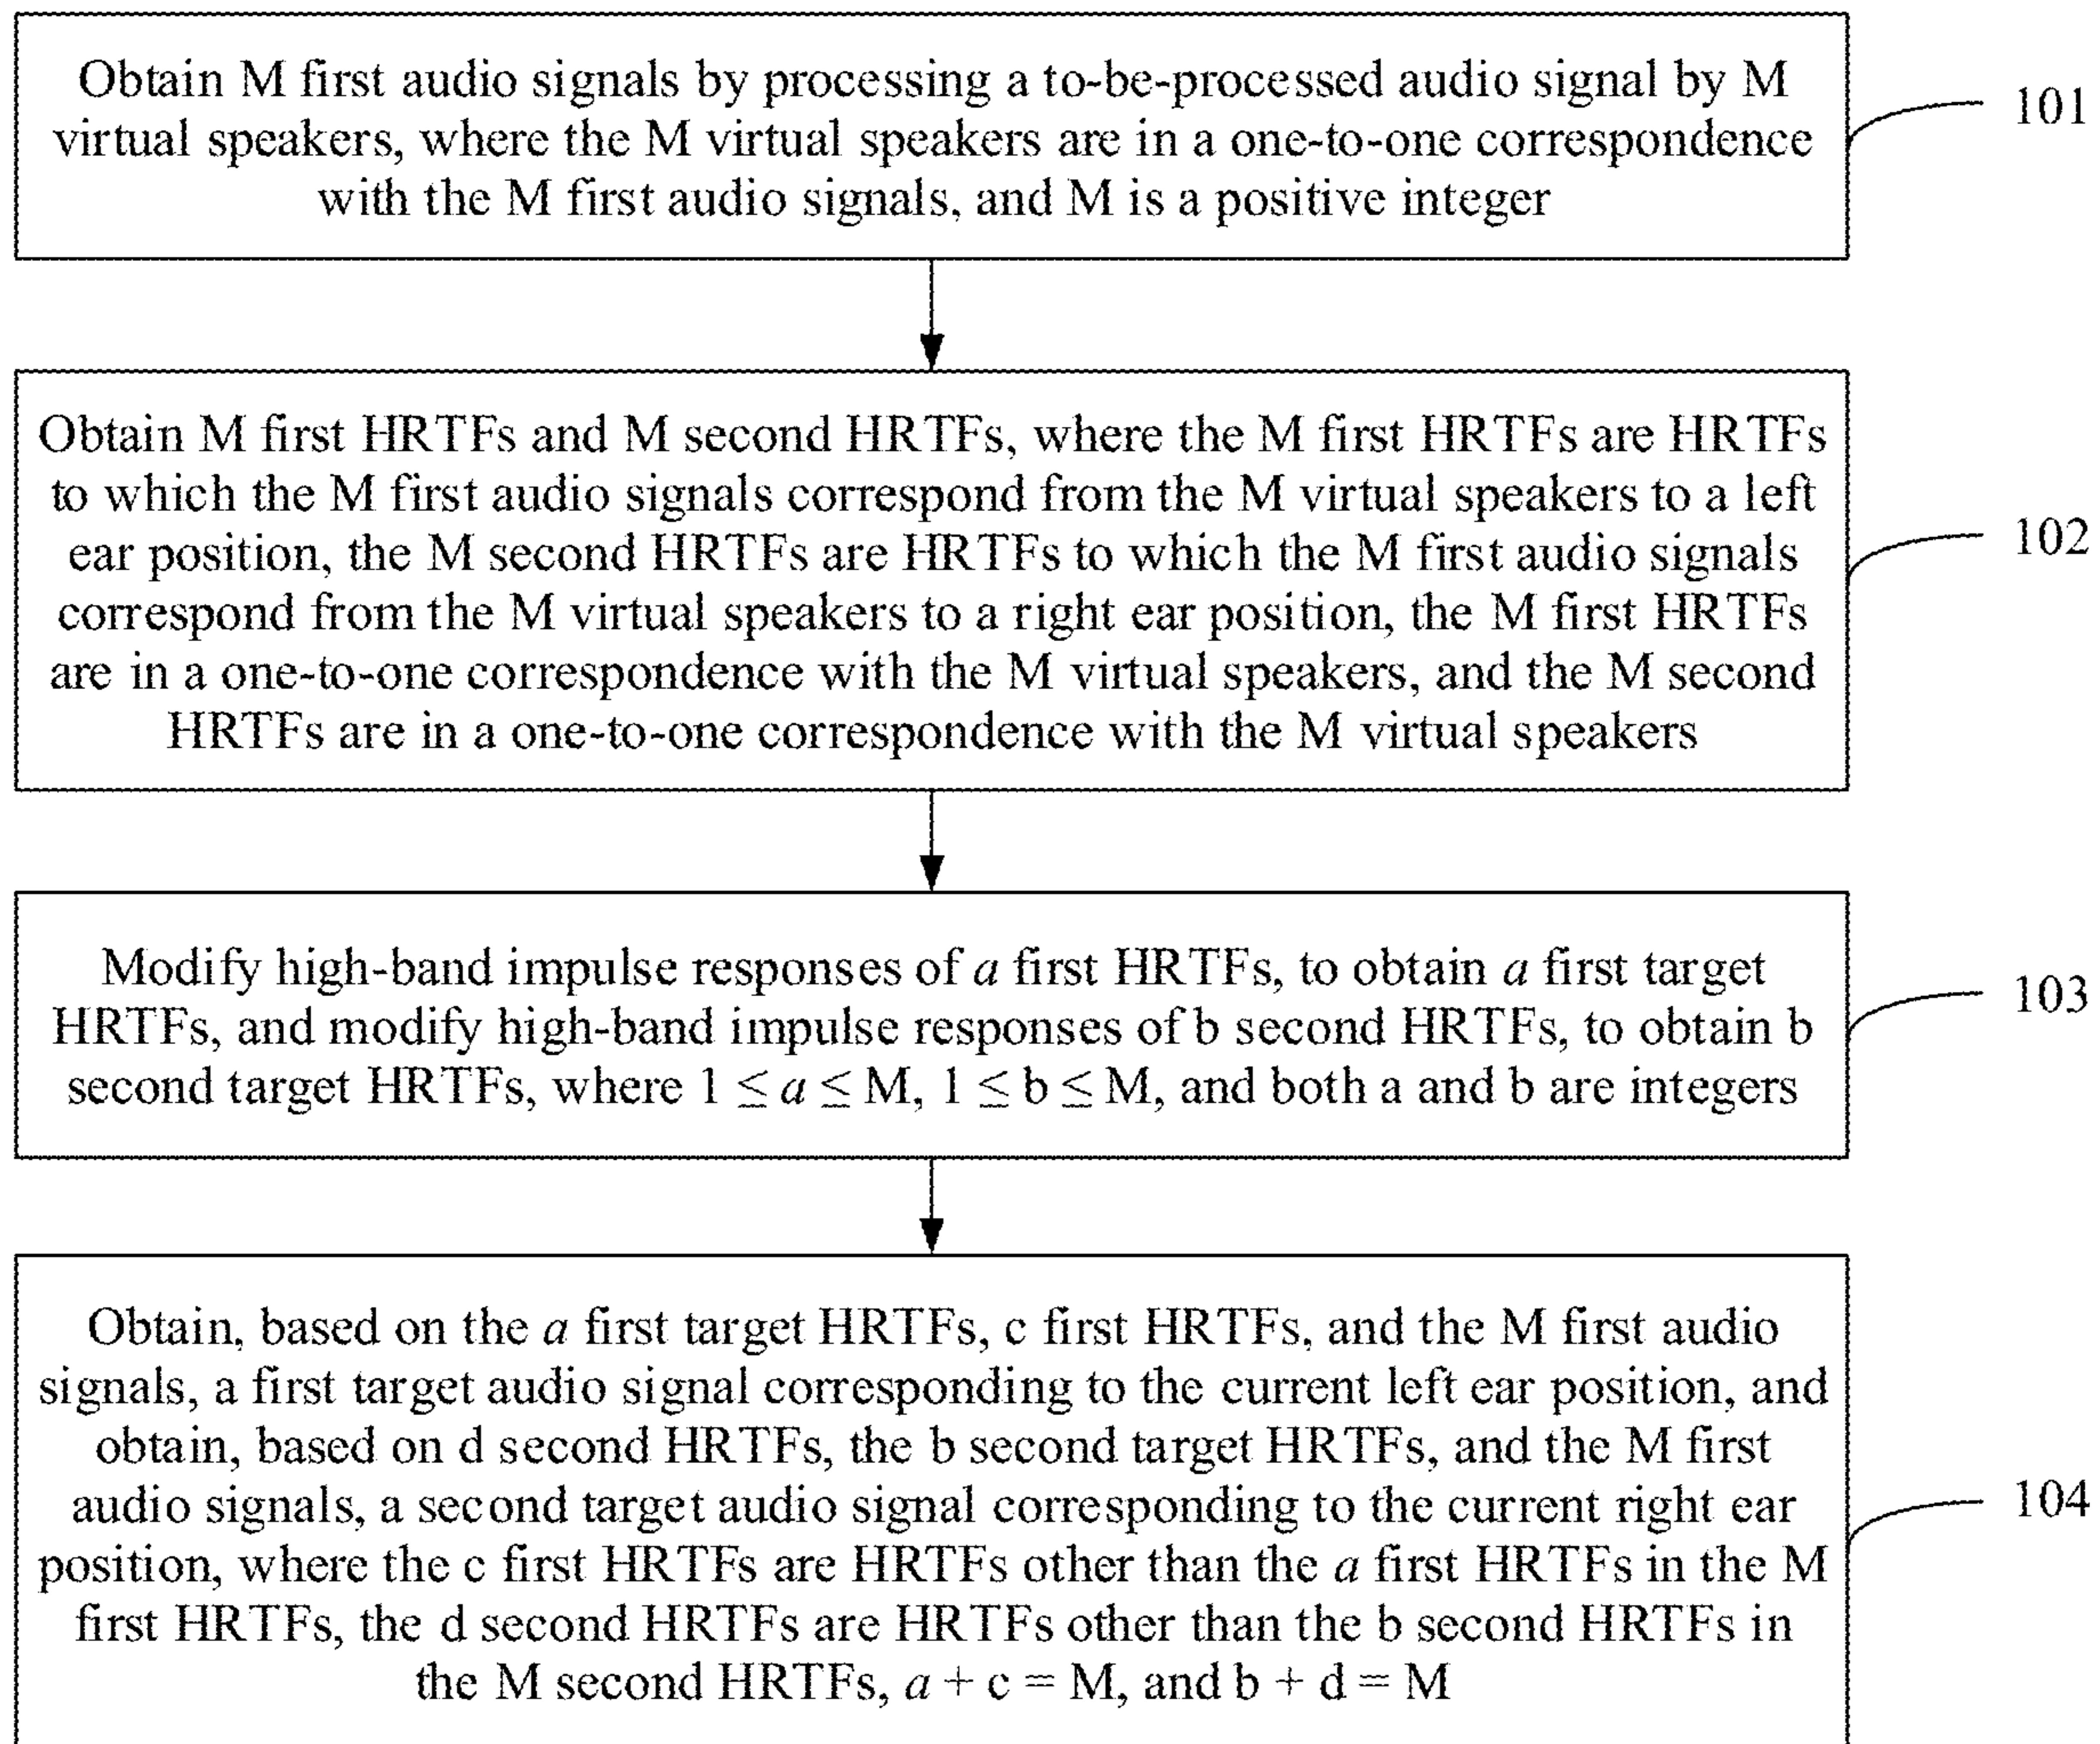 Obtain M first audio signals by processing a to-be-processed audio signal by M
virtual speakers, where the M virtual speakers are in a one-to-one correspondence
with the M first audio signals, and M is a positive integer
101
Obtain M first HRTFs and M second HRTFs, where the M first HRTFs are HRTFs
to which the M first audio signals correspond from the M virtual speakers to a left
ear position, the M second HRTFs are HRTFs to which the M first audio signals
correspond from the M virtual speakers to a right ear position, the M first HRTFs
are in a one-to-one correspondence with the M virtual speakers, and the M second
HRTFs are in a one-to-one correspondence with the M virtual speakers
102
Modify high-band impulse responses of a first HRTFs, to obtain a first target
HRTFs, and modify high-band impulse responses of b second HRTFs, to obtain b
second target HRTFs, where 1 ≤ a ≤ M, 1 ≤ b ≤ M, and both a and b are integers
103
Obtain, based on the a first target HRTFs, c first HRTFs, and the M first audio
signals, a first target audio signal corresponding to the current left ear position, and
obtain, based on d second HRTFs, the b second target HRTFs, and the M first
audio signals, a second target audio signal corresponding to the current right ear
position, where the c first HRTFs are HRTFs other than the a first HRTFs in the M
first HRTFs, the d second HRTFs are HRTFs other than the b second HRTFs in
the M second HRTFs, a + c = M, and b + d = M
104